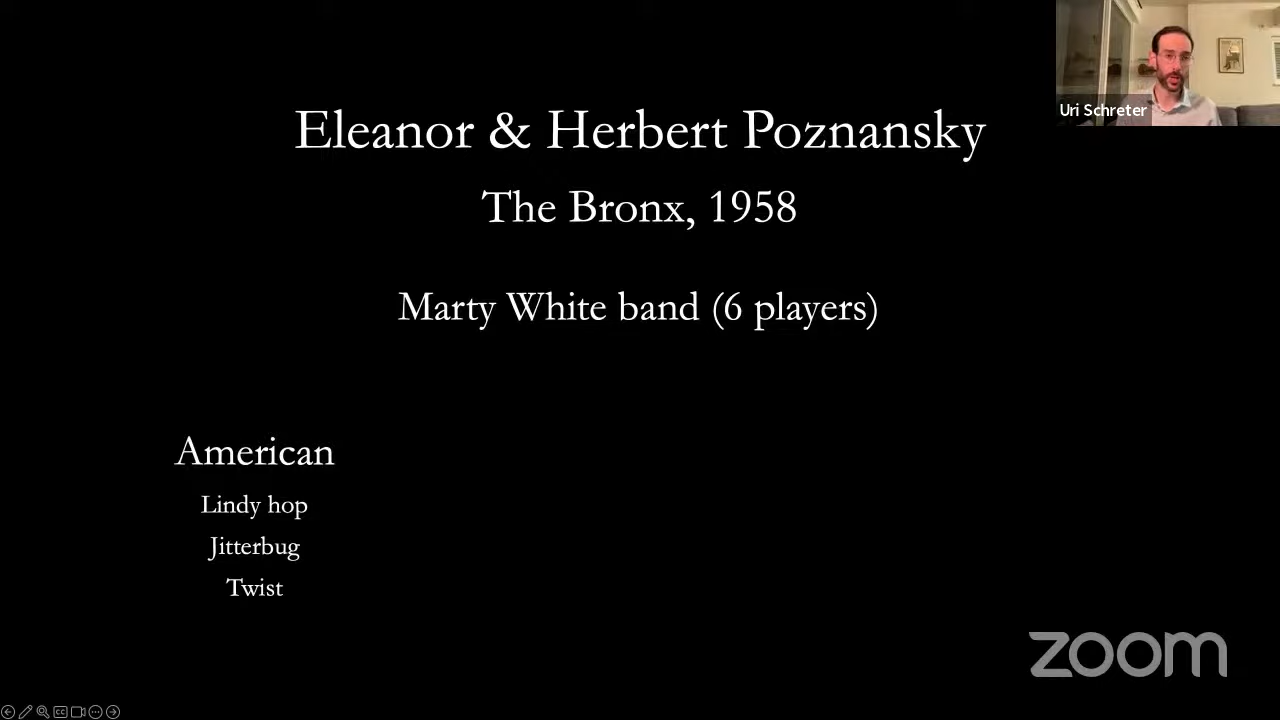 Eleanor & Herbert Poznansky
The Bronx, 1958
Marty White band (6 players)
American
Lindy hop
Jitterbug
Twist
Uri Schreter
zoom